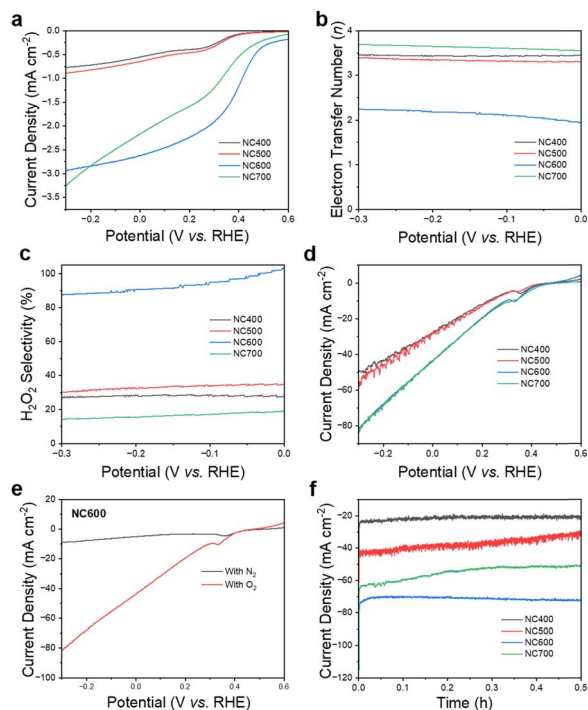 a
Current Density (mA cm-2)
0.0
-0.5
-1.0
-1.5
-2.0
-2.5
-3.0
-3.5
NC400
NC500
NC600
NC700
-0.2
0.0
0.2
0.4
0.6
Potential (V vs. RHE)
b
Electron Transfer Number (n)
4
3
2
1
0
NC400
NC500
NC600
NC700
-0.3
-0.2
-0.1
0.0
Potential (V vs. RHE)
c
H2O2 Selectivity (%)
100
80
60
40
20
0
NC400
NC500
NC600
NC700
-0.3
-0.2
-0.1
0.0
Potential (V vs. RHE)
d
Current Density (mA cm-2)
0
-20
-40
-60
-80
NC400
NC500
NC600
NC700
-0.2
0.0
0.2
0.4
0.6
Potential (V vs. RHE)
e
NC600
Current Density (mA cm-2)
20
0
-20
-40
-60
-80
-100
With N2
With O2
-0.2
0.0
0.2
0.4
0.6
Potential (V vs. RHE)
f
Current Density (mA cm-2)
-20
-40
-60
-80
-100
-120
NC400
NC500
NC600
NC700
0.0
0.1
0.2
0.3
0.4
0.5
Time (h)